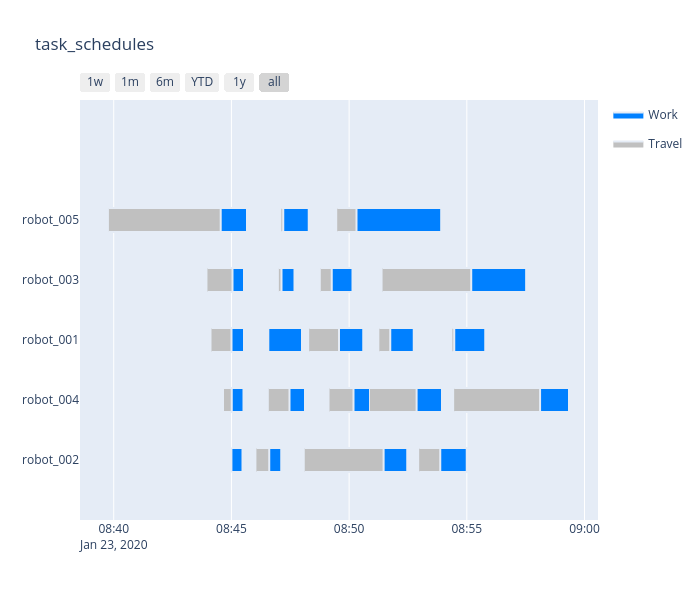 task_schedules
1w 1m 6m YTD 1y all
Work
Travel
robot_005
robot_003
robot_001
robot_004
robot_002
08:40 08:45 08:50 08:55 09:00
Jan 23, 2020